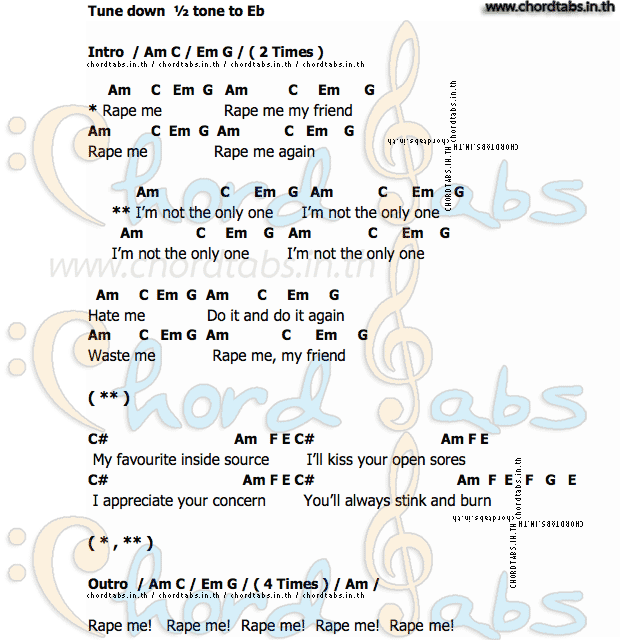 www.chordtabs.in.th
Tune down ½ tone to Eb
Intro / Am C / Em G / ( 2 Times )
chordtabs.in.th / chordtabs.in.th / chordtabs.in.th / chordtabs.in.th
Am C Em G Am C Em G
* Rape me Rape me my friend
Am C Em G Am C Em G
Rape me Rape me again
chordtabs.in.th
chordtabs.in.th
CHORDTABS.IN.TH
CHORDTABS.IN.TH
Am C Em G Am C Em G
** I'm not the only one I'm not the only one
Am C Em G Am C Em G
I'm not the only one I'm not the only one
Chord Tabs
www.chordtabs.in.th
Am C Em G Am C Em G
Hate me Do it and do it again
Am C Em G Am C Em G
Waste me Rape me, my friend
( ** )
Chord Tabs
C# Am F E C# Am F E
My favourite inside source I'll kiss your open sores
C# Am F E C# Am F E F G E
I appreciate your concern You'll always stink and burn
chordtabs.in.th
chordtabs.in.th
CHORDTABS.IN.TH
CHORDTABS.IN.TH
( * , ** )
Outro / Am C / Em G / ( 4 Times ) / Am /
chordtabs.in.th / chordtabs.in.th / chordtabs.in.th / chordtabs.in.th
Chord Tabs
Rape me! Rape me! Rape me! Rape me! Rape me!